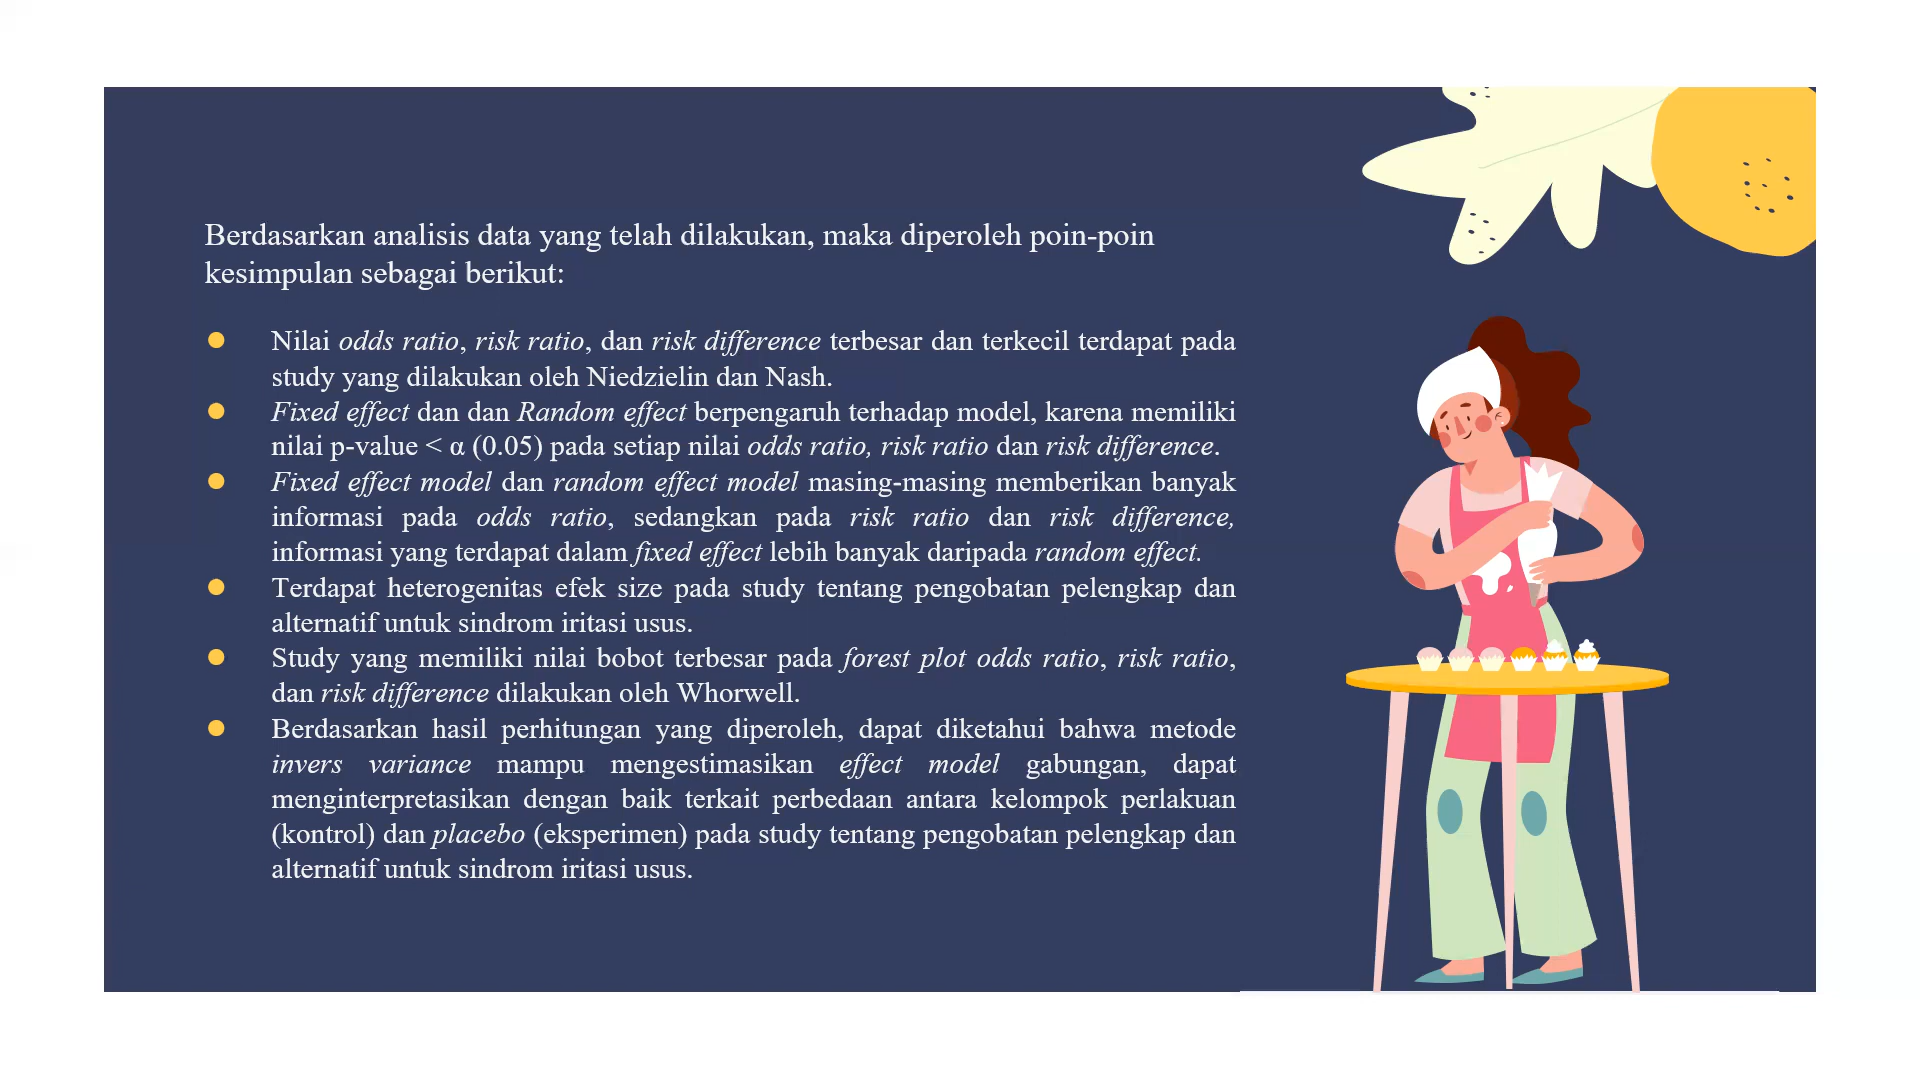 Berdasarkan analisis data yang telah dilakukan, maka diperoleh poin-poin
kesimpulan sebagai berikut:
● Nilai odds ratio, risk ratio, dan risk difference terbesar dan terkecil terdapat pada
study yang dilakukan oleh Niedzielin dan Nash.
● Fixed effect dan dan Random effect berpengaruh terhadap model, karena memiliki
nilai p-value < α (0.05) pada setiap nilai odds ratio, risk ratio dan risk difference.
● Fixed effect model dan random effect model masing-masing memberikan banyak
informasi pada odds ratio, sedangkan pada risk ratio dan risk difference,
informasi yang terdapat dalam fixed effect lebih banyak daripada random effect.
● Terdapat heterogenitas efek size pada study tentang pengobatan pelengkap dan
alternatif untuk sindrom iritasi usus.
● Study yang memiliki nilai bobot terbesar pada forest plot odds ratio, risk ratio,
dan risk difference dilakukan oleh Whorwell.
● Berdasarkan hasil perhitungan yang diperoleh, dapat diketahui bahwa metode
invers variance mampu mengestimasikan effect model gabungan, dapat
menginterpretasikan dengan baik terkait perbedaan antara kelompok perlakuan
(kontrol) dan placebo (eksperimen) pada study tentang pengobatan pelengkap dan
alternatif untuk sindrom iritasi usus.